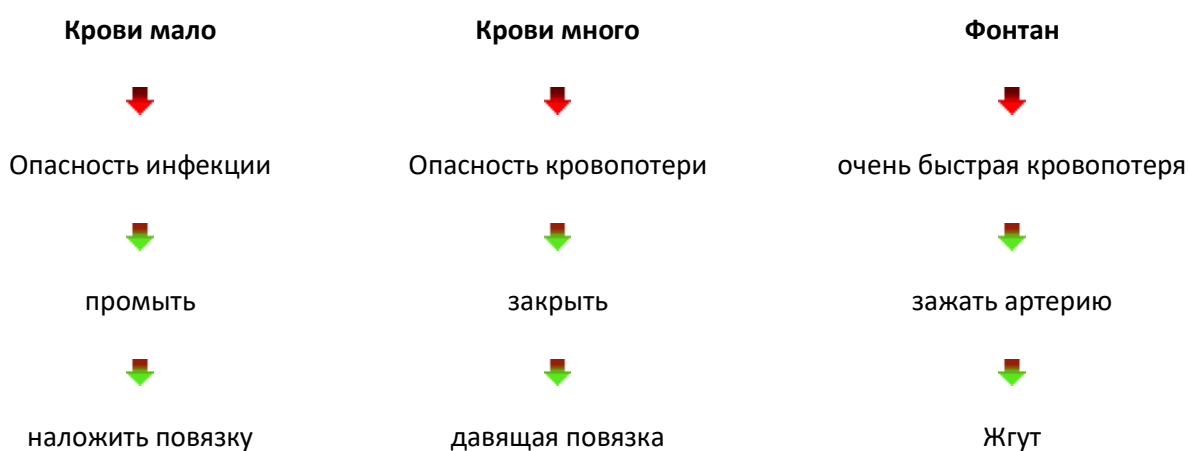 Крови мало
Крови много
Фонтан
Опасность инфекции
Опасность кровопотери
очень быстрая кровопотеря
промыть
закрыть
зажать артерию
наложить повязку
давящая повязка
Жгут